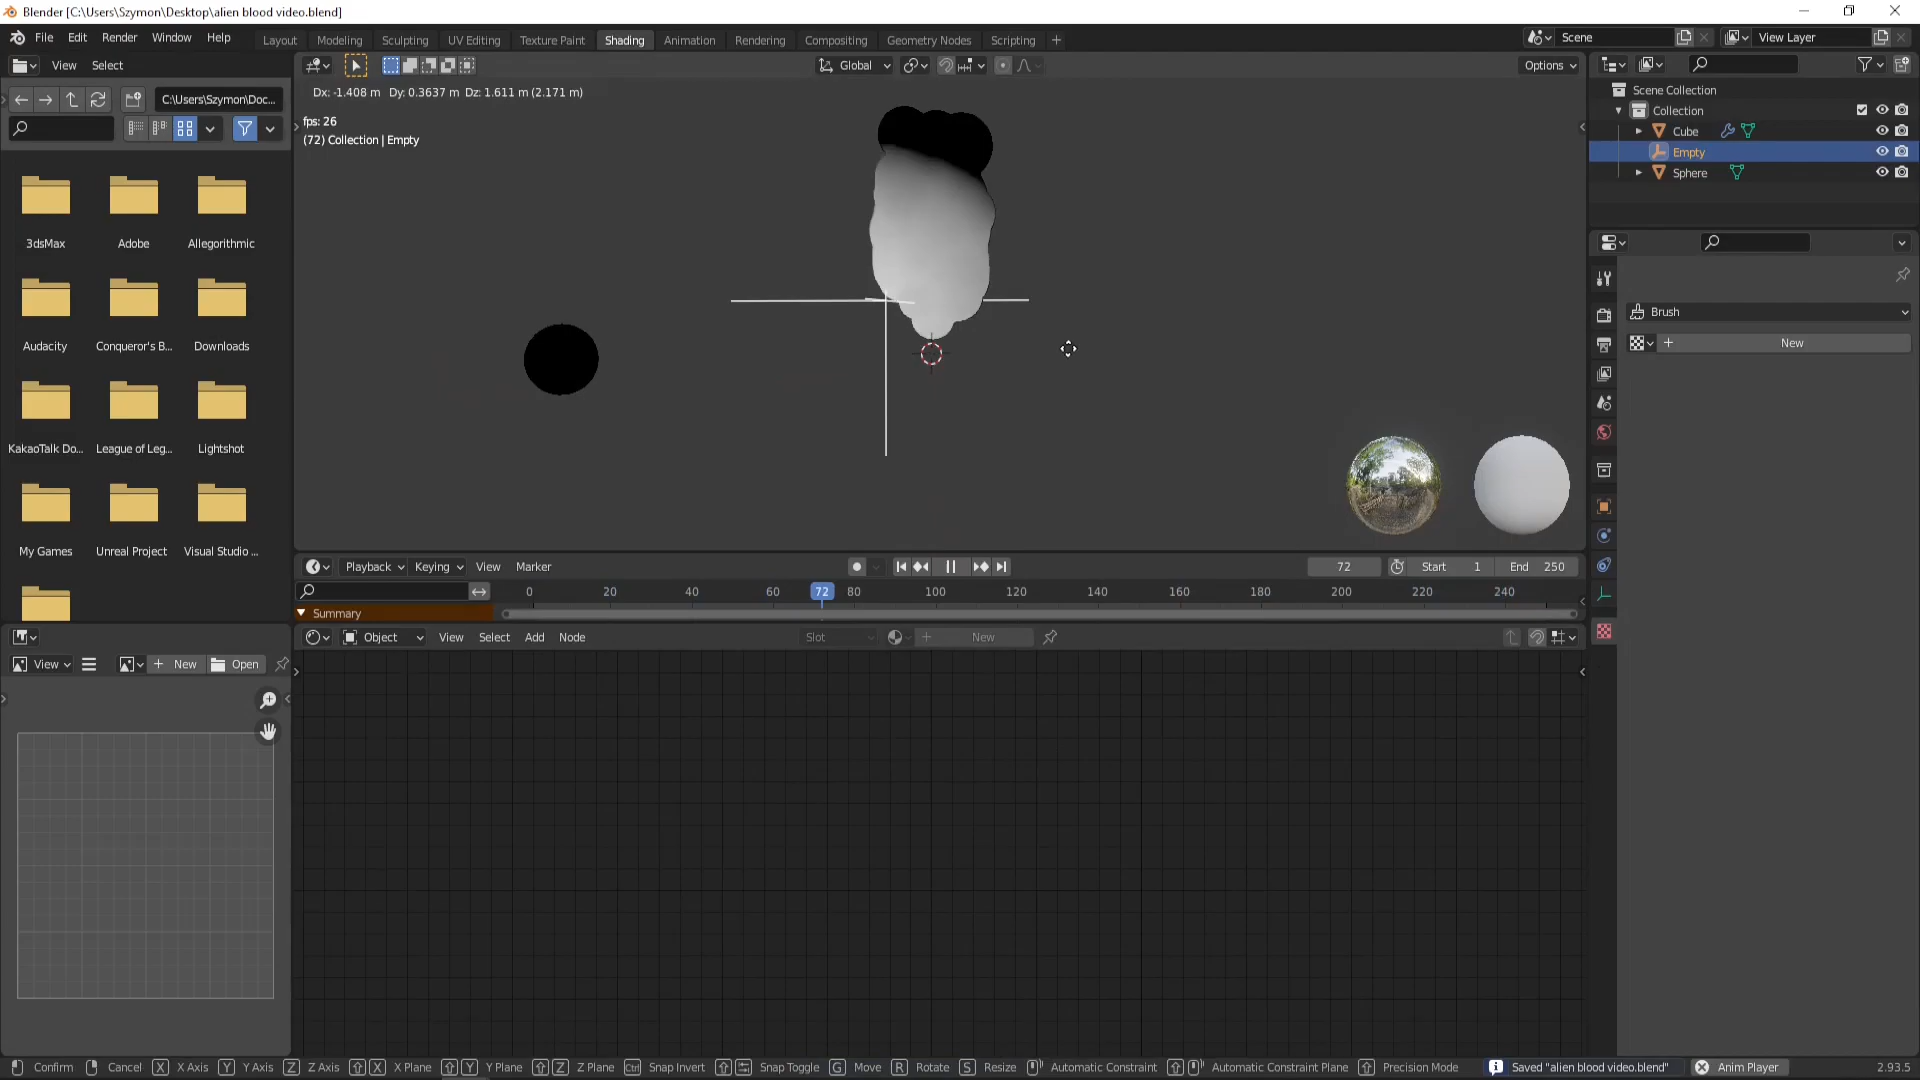 Blender [C:\Users\Szymon\Desktop\alien blood video.blend]
File Edit Render Window Help
Layout Modeling Sculpting UV Editing Texture Paint Shading Animation Rendering Compositing Geometry Nodes Scripting +
Scene
View Layer
View Select
Global
Options
C:\Users\Szymon\Doc...
Dx: -1.408 m Dy: 0.3637 m Dz: 1.611 m (2.171 m)
fps: 26
(72) Collection | Empty
Scene Collection
Collection
Cube
Empty
Sphere
3dsMax Adobe Allegorithmic
Audacity Conqueror's B... Downloads
KakaoTalk Do... League of Leg... Lightshot
My Games Unreal Project Visual Studio ...
Brush
+ New
Playback Keying View Marker
72 Start 1 End 250
0 20 40 60 72 80 100 120 140 160 180 200 220 240
Summary
Object View Select Add Node
Slot
+ New
View
+ New Open
Confirm Cancel X X Axis Y Y Axis Z Z Axis X X Plane Y Y Plane Z Z Plane Ctrl Snap Invert Snap Toggle G Move R Rotate S Resize Automatic Constraint Automatic Constraint Plane Precision Mode
Saved "alien blood video.blend"
Anim Player
2.93.5